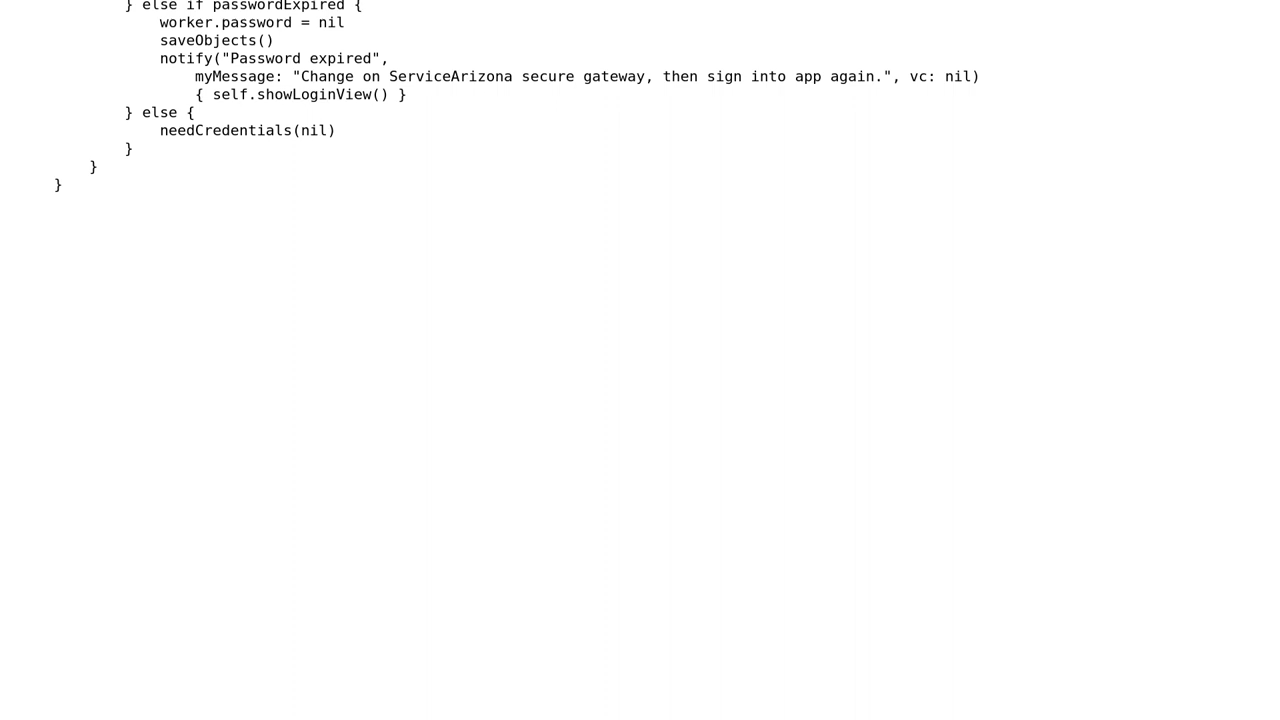 } else if passwordExpired {
worker.password = nil
saveObjects()
notify("Password expired",
myMessage: "Change on ServiceArizona secure gateway, then sign into app again.", vc: nil)
{ self.showLoginView() }
} else {
needCredentials(nil)
}
}
}